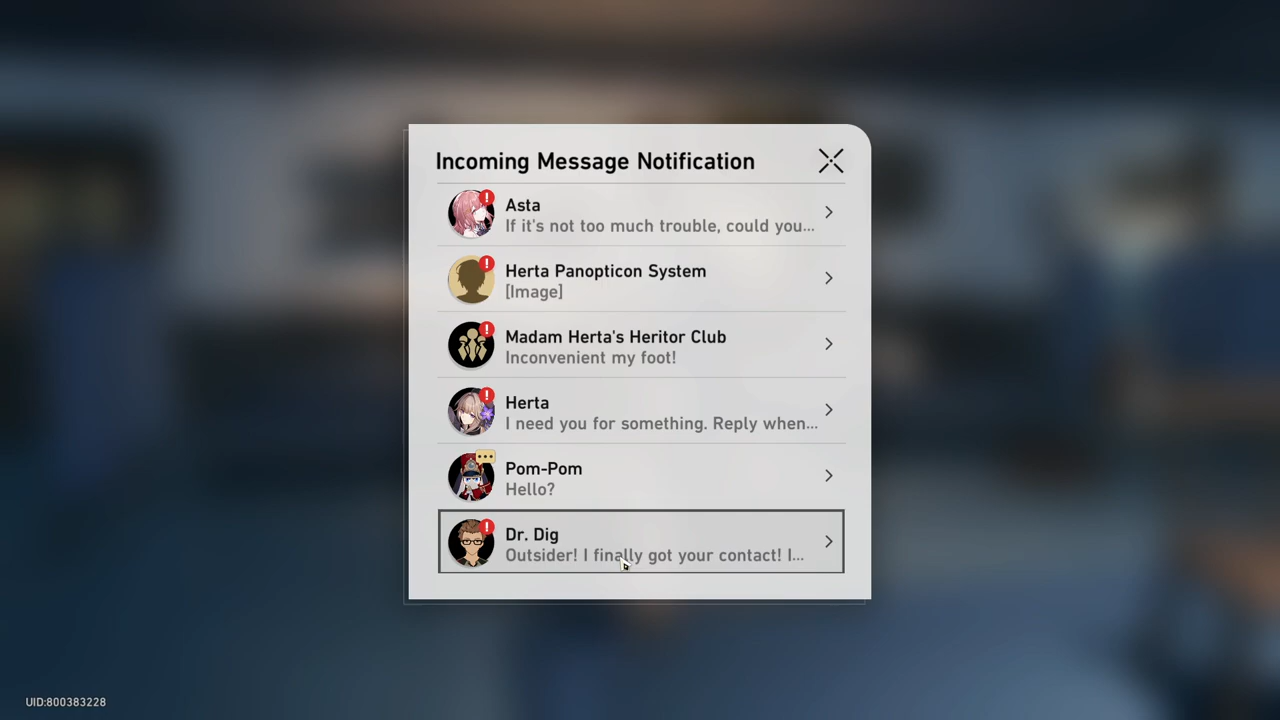 Incoming Message Notification
Asta
If it's not too much trouble, could you...
Herta Panopticon System
[Image]
Madam Herta's Heritor Club
Inconvenient my foot!
Herta
I need you for something. Reply when...
Pom-Pom
Hello?
Dr. Dig
Outsider! I finally got your contact! I...
UID:800383228